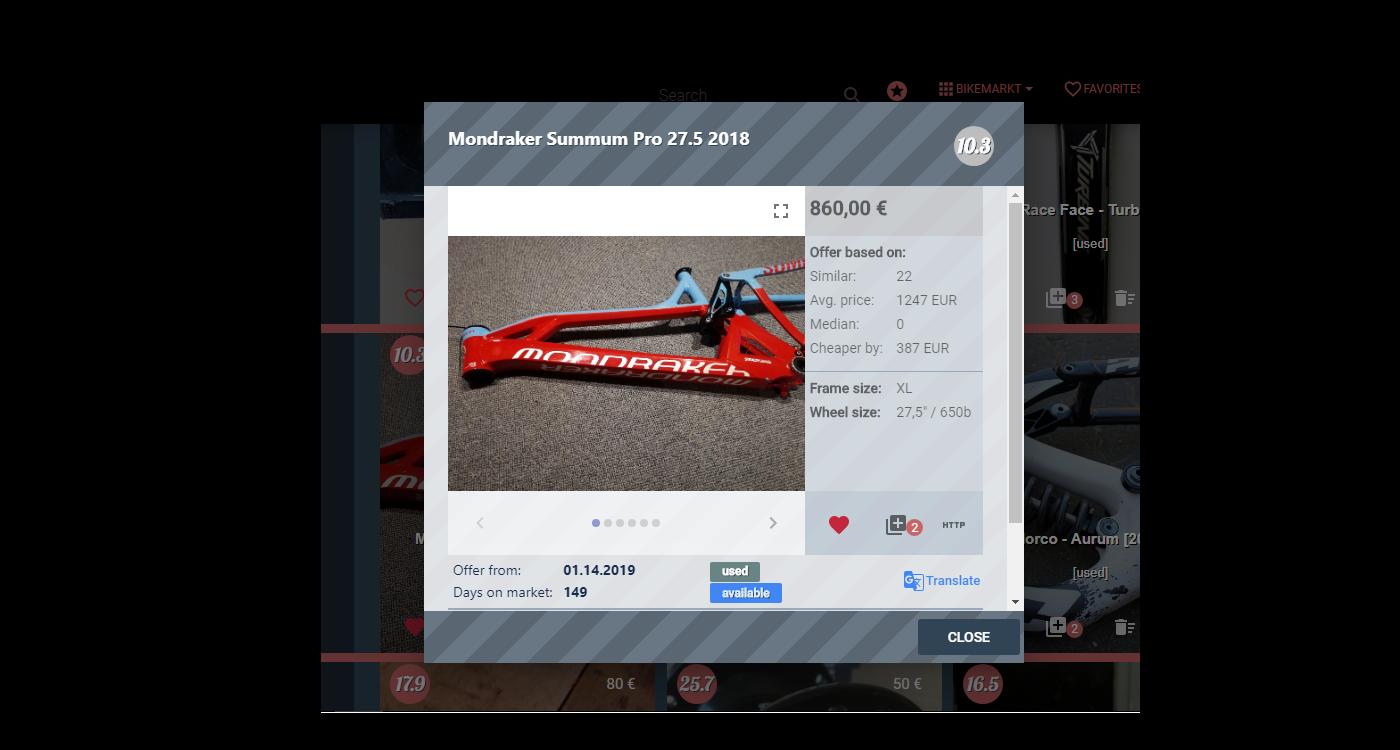 Search
BIKEMARKT
FAVORITES
Mondraker Summum Pro 27.5 2018
10.3
860,00 €
Offer based on:
Similar: 22
Avg. price: 1247 EUR
Median: 0
Cheaper by: 387 EUR
Frame size: XL
Wheel size: 27,5" / 650b
MONDRAKER
2
HTTP
Offer from: 01.14.2019
Days on market: 149
used
available
Translate
CLOSE
Race Face - Turb
[used]
3
10.3
M
orco - Aurum [20
[used]
2
17.9
80 €
25.7
50 €
16.5